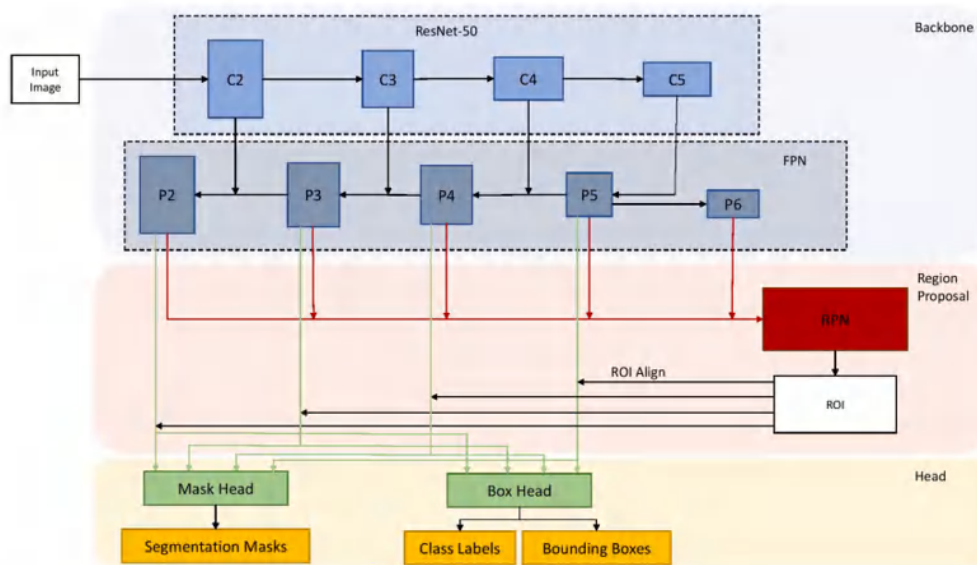 ResNet-50
Backbone
Input
Image
C2
C3
C4
C5
FPN
P2
P3
P4
P5
P6
Region
Proposal
RPN
ROI Align
ROI
Head
Mask Head
Box Head
Segmentation Masks
Class Labels
Bounding Boxes